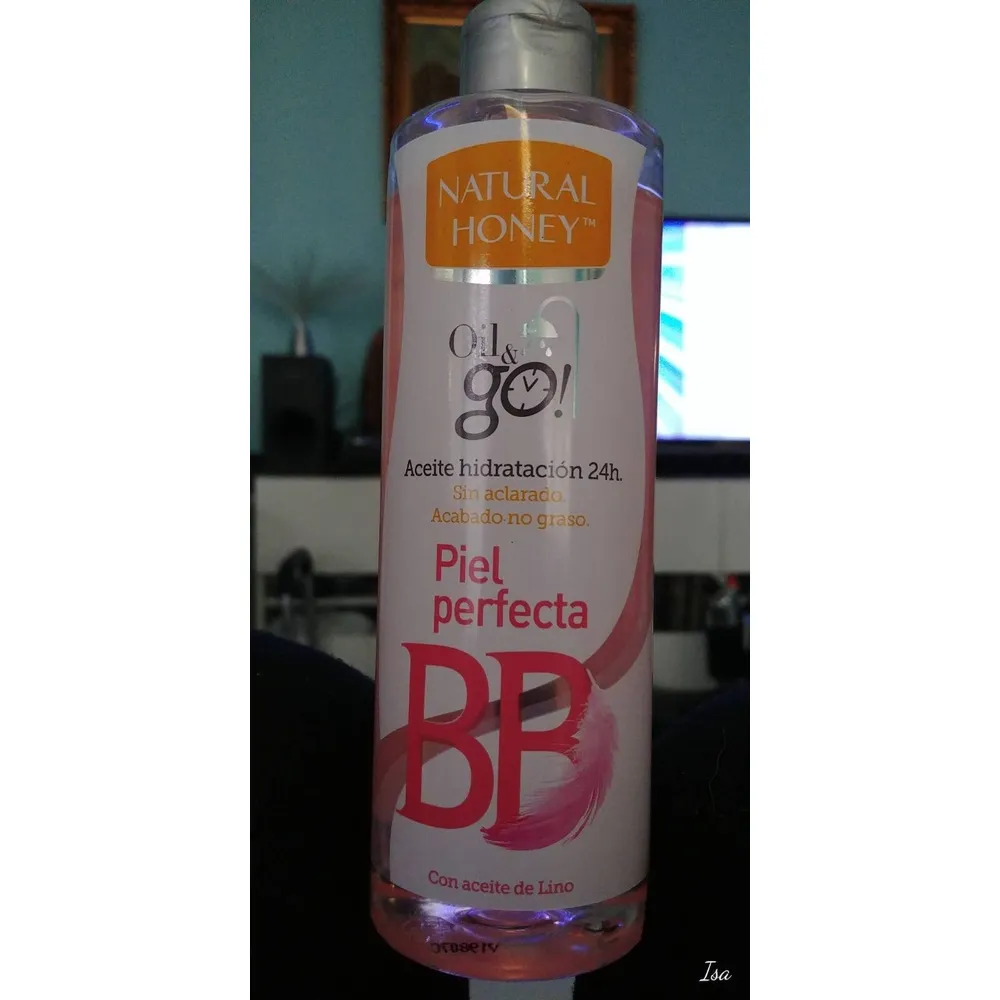 NATURAL
HONEY™
Oil &
go!
Aceite hidratación 24h.
Sin aclarado.
Acabado no graso.
Piel
perfecta
BB
Con aceite de Lino
Isa